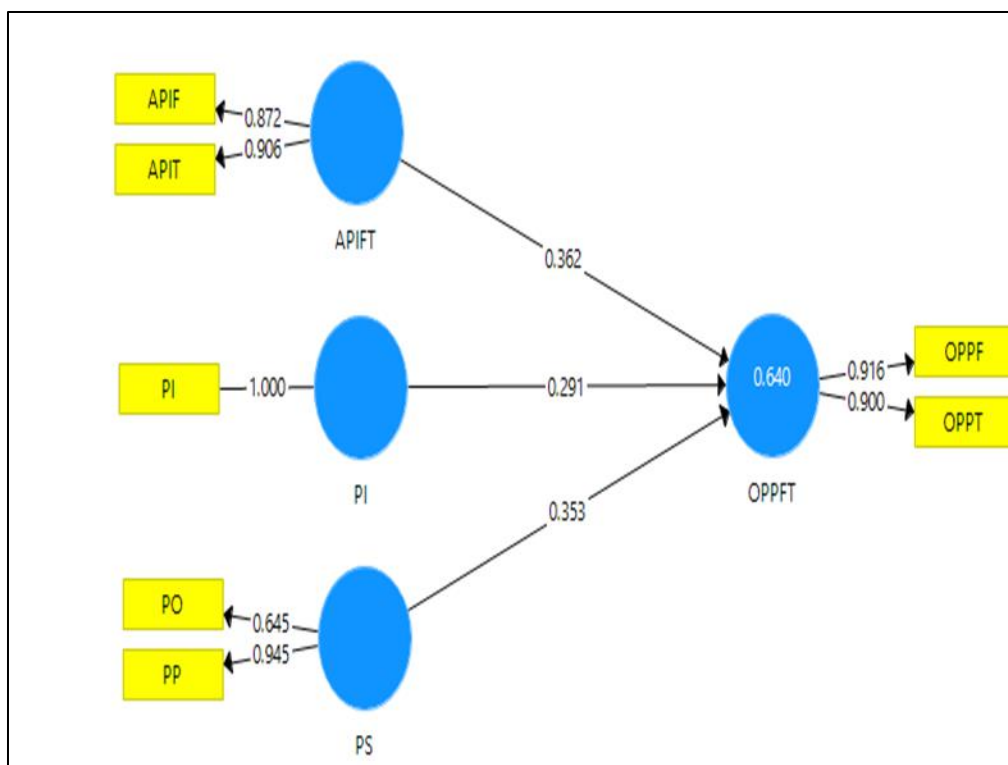 APIF
0.872
APIT
0.906
APIFT
0.362
PI
1.000
PI
0.291
0.640
OPPFT
0.916
OPPF
0.900
OPPT
0.353
PO
0.645
PP
0.945
PS